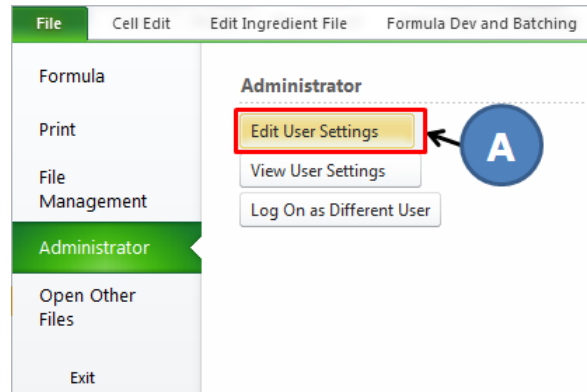 File Cell Edit Edit Ingredient File Formula Dev and Batching
Formula
Print
File
Management
Administrator
Open Other
Files
Exit
Administrator
Edit User Settings
A
View User Settings
Log On as Different User